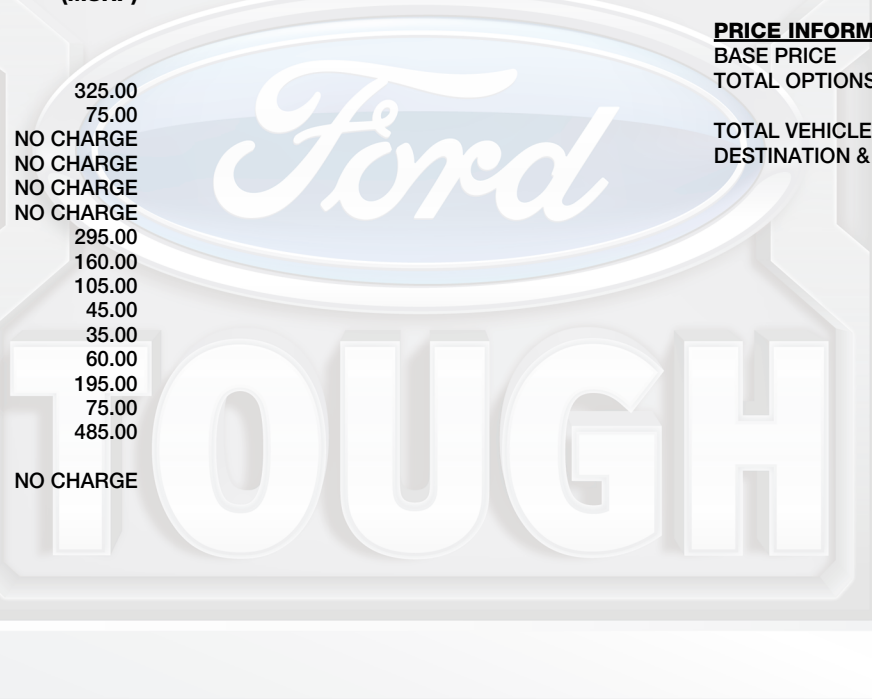 325.00
75.00
NO CHARGE
NO CHARGE
NO CHARGE
NO CHARGE
295.00
160.00
105.00
45.00
35.00
60.00
195.00
75.00
485.00
NO CHARGE
PRICE INFORM
BASE PRICE
TOTAL OPTIONS
TOTAL VEHICLE
DESTINATION &
Ford
TOUGH